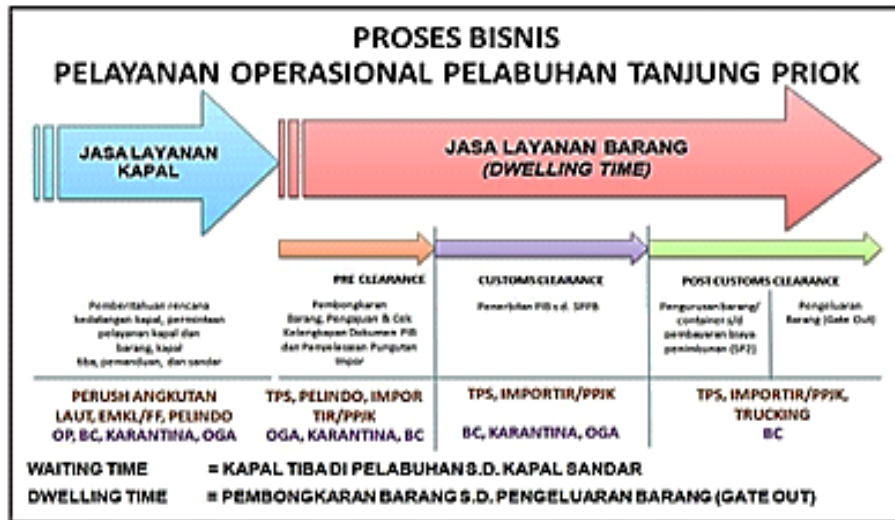 PROSES BISNIS
PELAYANAN OPERASIONAL PELABUHAN TANJUNG PRIOK
JASA LAYANAN
KAPAL
JASA LAYANAN BARANG
(DWELLING TIME)
PRE CLEARANCE
CUSTOMS CLEARANCE
POST CUSTOMS CLEARANCE
Pemberitahuan rencana
kedatangan kapal, permintaan
pelayanan kapal dan
barang, kapal
tiba, pemanduan, dan sandar
Pembongkaran
Barang, Pengajuan & Cek
Kelengkapan Dokumen PIB
dan Penyelesaian Pungutan
Impor
Penerbitan PIB s.d. SPPB
Pengurusan barang/
container s/d
pembayaran biaya
penimbunan (SP2)
Pengeluaran
Barang (Gate Out)
PERUSH ANGKUTAN
LAUT, EMKL/FF, PELINDO
OP, BC, KARANTINA, OGA
TPS, PELINDO, IMPOR
TIR/PPJK
OGA, KARANTINA, BC
TPS, IMPORTIR/PPJK
BC, KARANTINA, OGA
TPS, IMPORTIR/PPJK,
TRUCKING
BC
WAITING TIME = KAPAL TIBA DI PELABUHAN S.D. KAPAL SANDAR
DWELLING TIME = PEMBONGKARAN BARANG S.D. PENGELUARAN BARANG (GATE OUT)